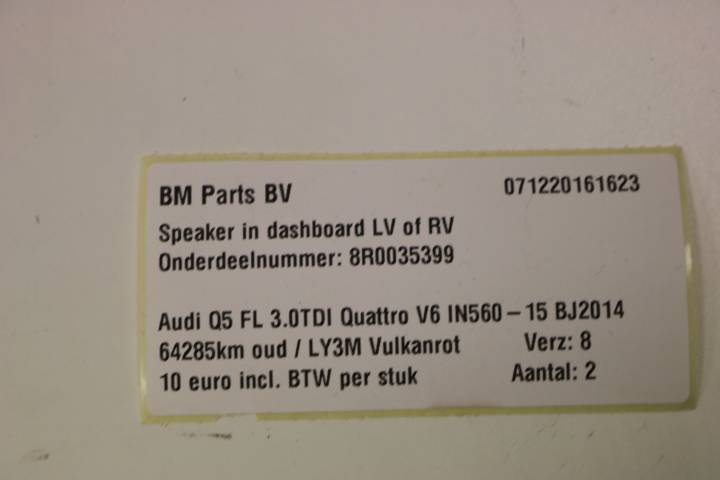 BM Parts BV 071220161623
Speaker in dashboard LV of RV
Onderdeelnummer: 8R0035399
Audi Q5 FL 3.0TDI Quattro V6 IN560 – 15 BJ2014
64285km oud / LY3M Vulkanrot Verz: 8
10 euro incl. BTW per stuk Aantal: 2